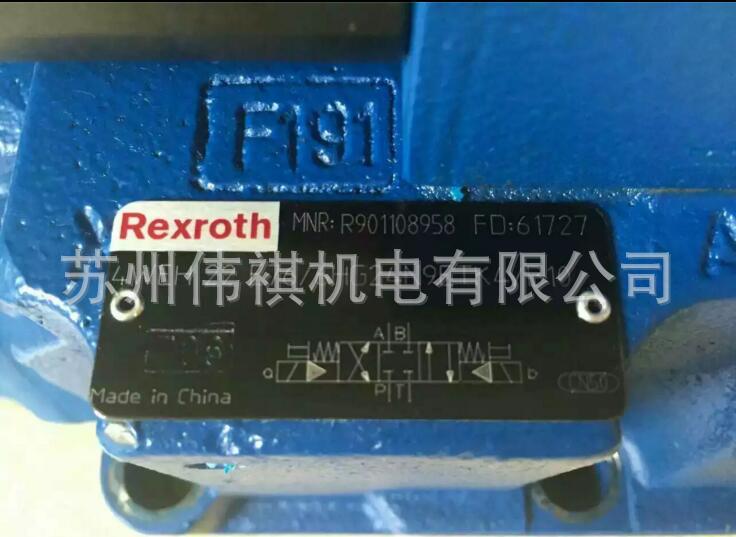 F191
Rexroth MNR: R901108958 FD:61727
苏州伟祺机电有限公司
A B
a P T b
Made in China
CN50